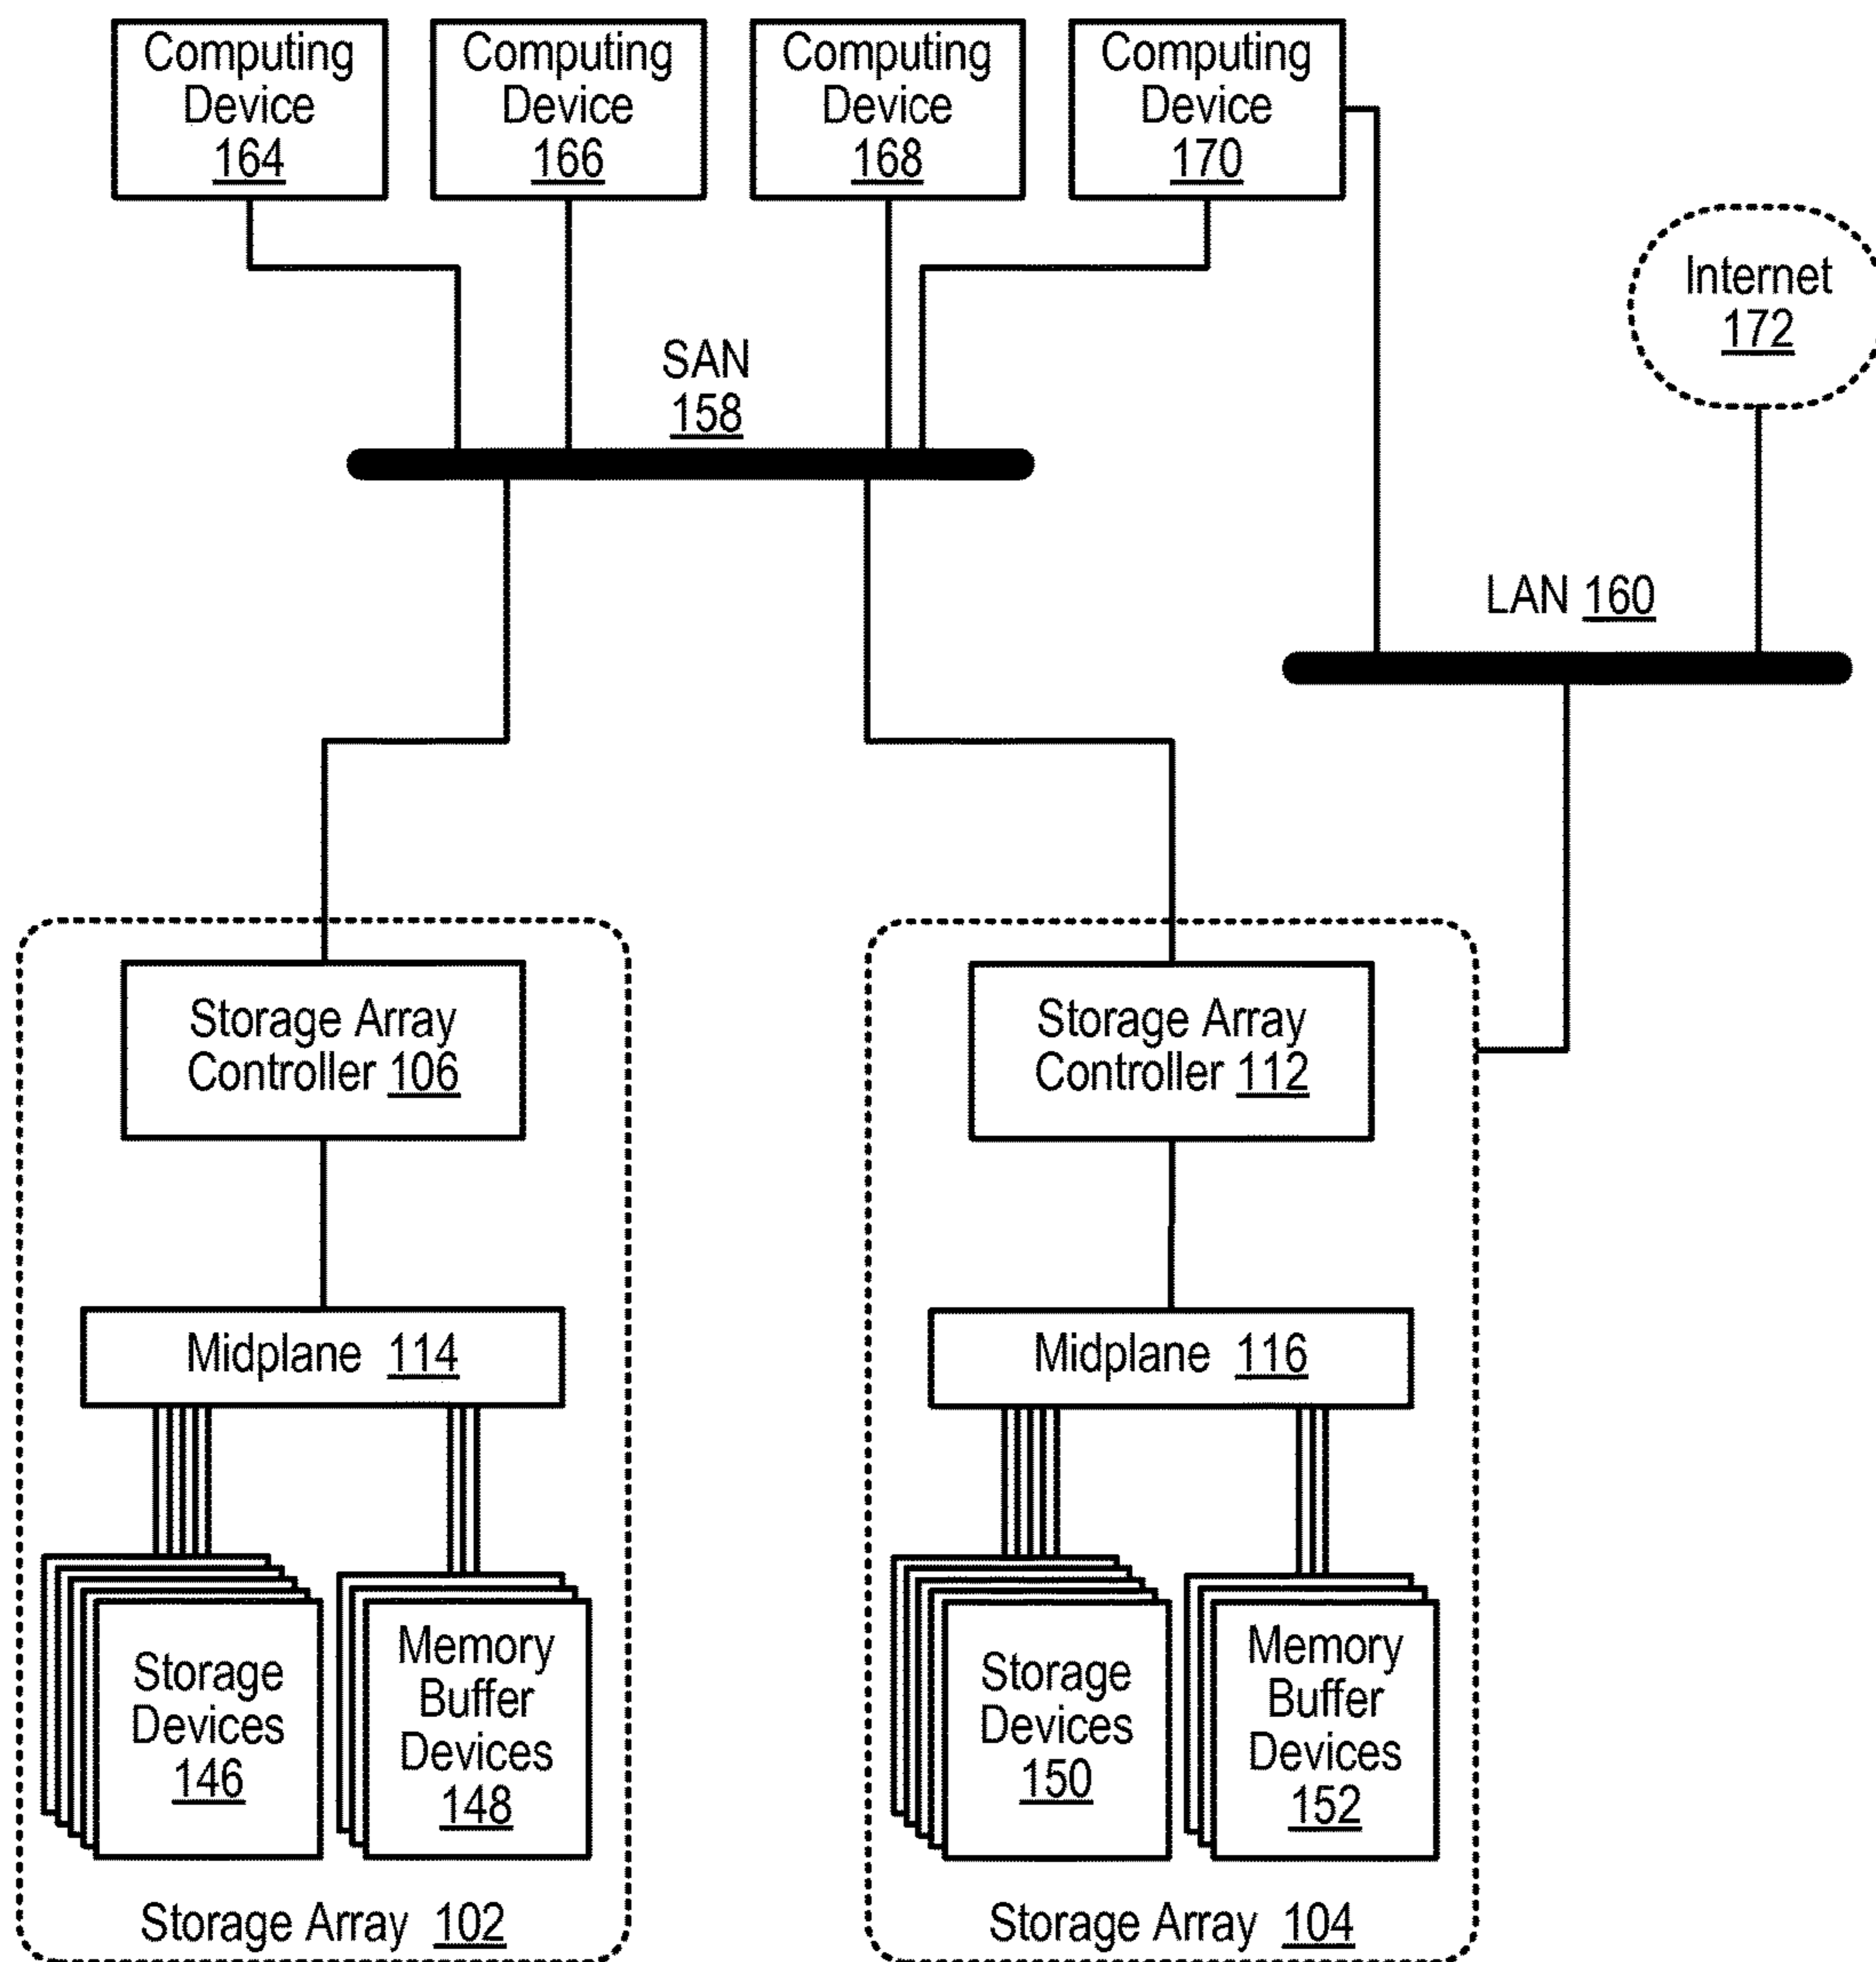 Computing
Device
164
Computing
Device
166
Computing
Device
168
Computing
Device
170
Internet
172
SAN
158
LAN 160
Storage Array
Controller 106
Storage Array
Controller 112
Midplane 114
Midplane 116
Storage
Devices
146
Memory
Buffer
Devices
148
Storage
Devices
150
Memory
Buffer
Devices
152
Storage Array 102
Storage Array 104